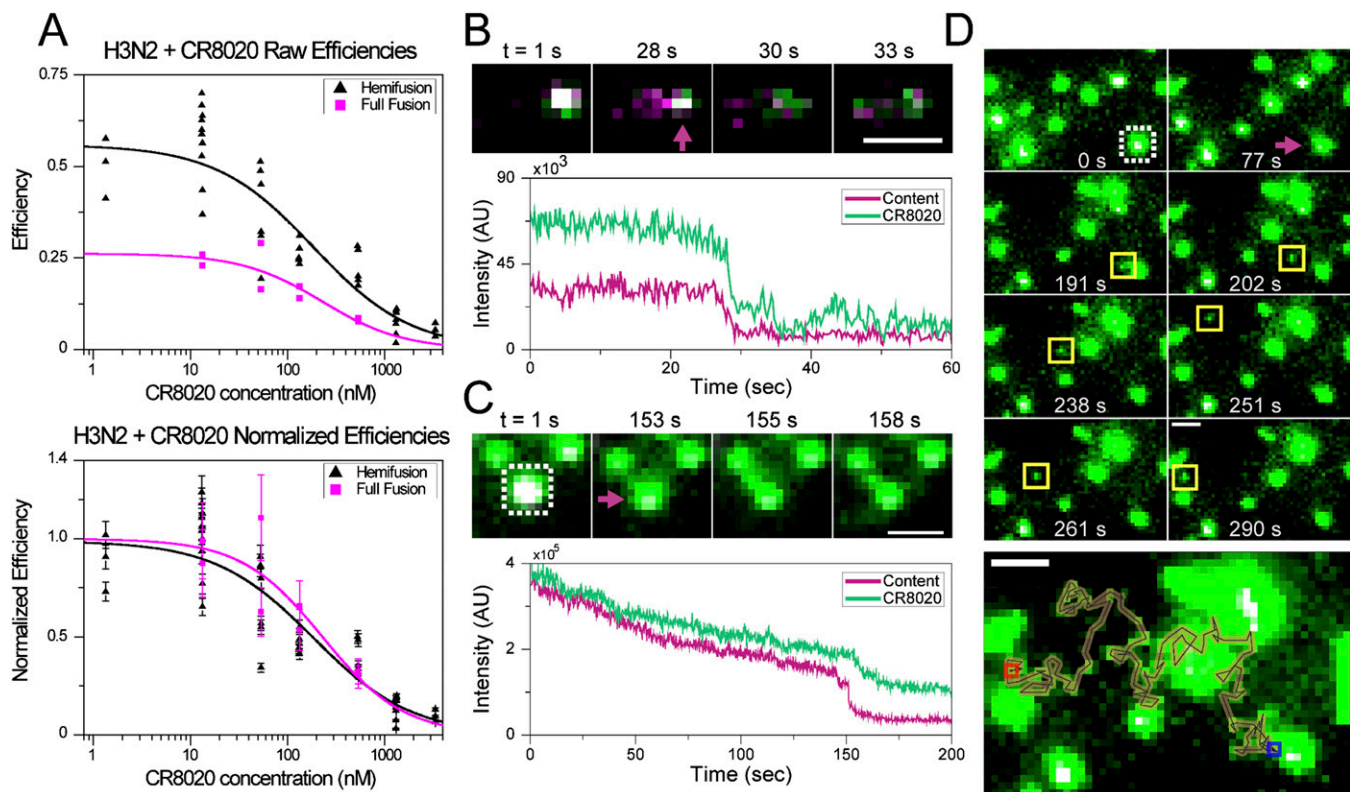 A
H3N2 + CR8020 Raw Efficiencies
Hemifusion
Full Fusion
0.75
0.5
0.25
0
Efficiency
1 10 100 1000
CR8020 concentration (nM)
H3N2 + CR8020 Normalized Efficiencies
Hemifusion
Full Fusion
1.4
1.0
0.5
0
Normalized Efficiency
1 10 100 1000
CR8020 concentration (nM)
B
t = 1 s 28 s 30 s 33 s
x10³
90
45
0
Intensity (AU)
Content
CR8020
0 10 20 30 40 50 60
Time (sec)
C
t = 1 s 153 s 155 s 158 s
x10⁵
4
2
0
Intensity (AU)
Content
CR8020
0 50 100 150 200
Time (sec)
D
0 s 77 s
191 s 202 s
238 s 251 s
261 s 290 s